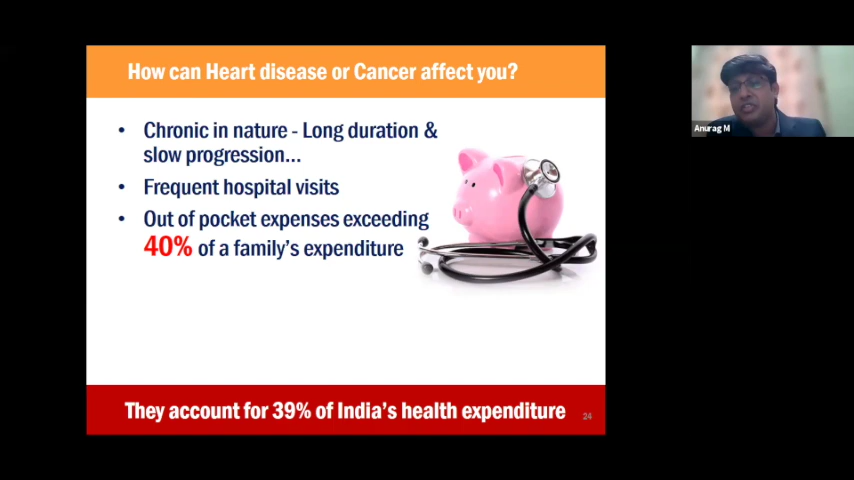 How can Heart disease or Cancer affect you?
• Chronic in nature - Long duration &
slow progression...
• Frequent hospital visits
• Out of pocket expenses exceeding
40% of a family's expenditure
They account for 39% of India's health expenditure
24
Anurag M